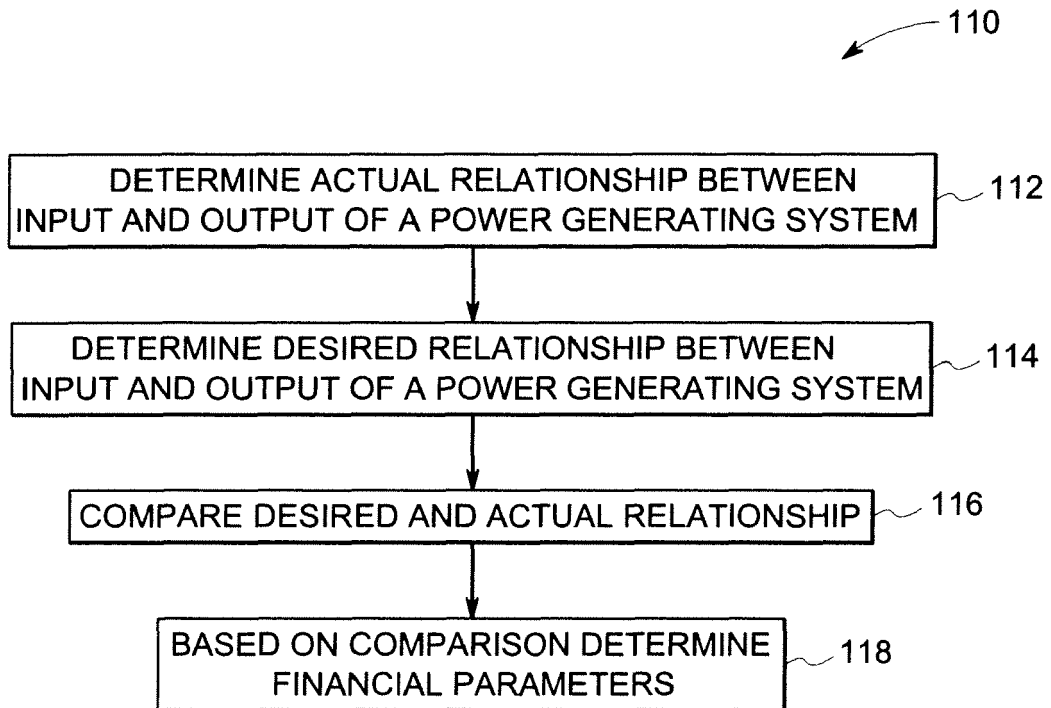 110
DETERMINE ACTUAL RELATIONSHIP BETWEEN
INPUT AND OUTPUT OF A POWER GENERATING SYSTEM
112
DETERMINE DESIRED RELATIONSHIP BETWEEN
INPUT AND OUTPUT OF A POWER GENERATING SYSTEM
114
COMPARE DESIRED AND ACTUAL RELATIONSHIP
116
BASED ON COMPARISON DETERMINE
FINANCIAL PARAMETERS
118